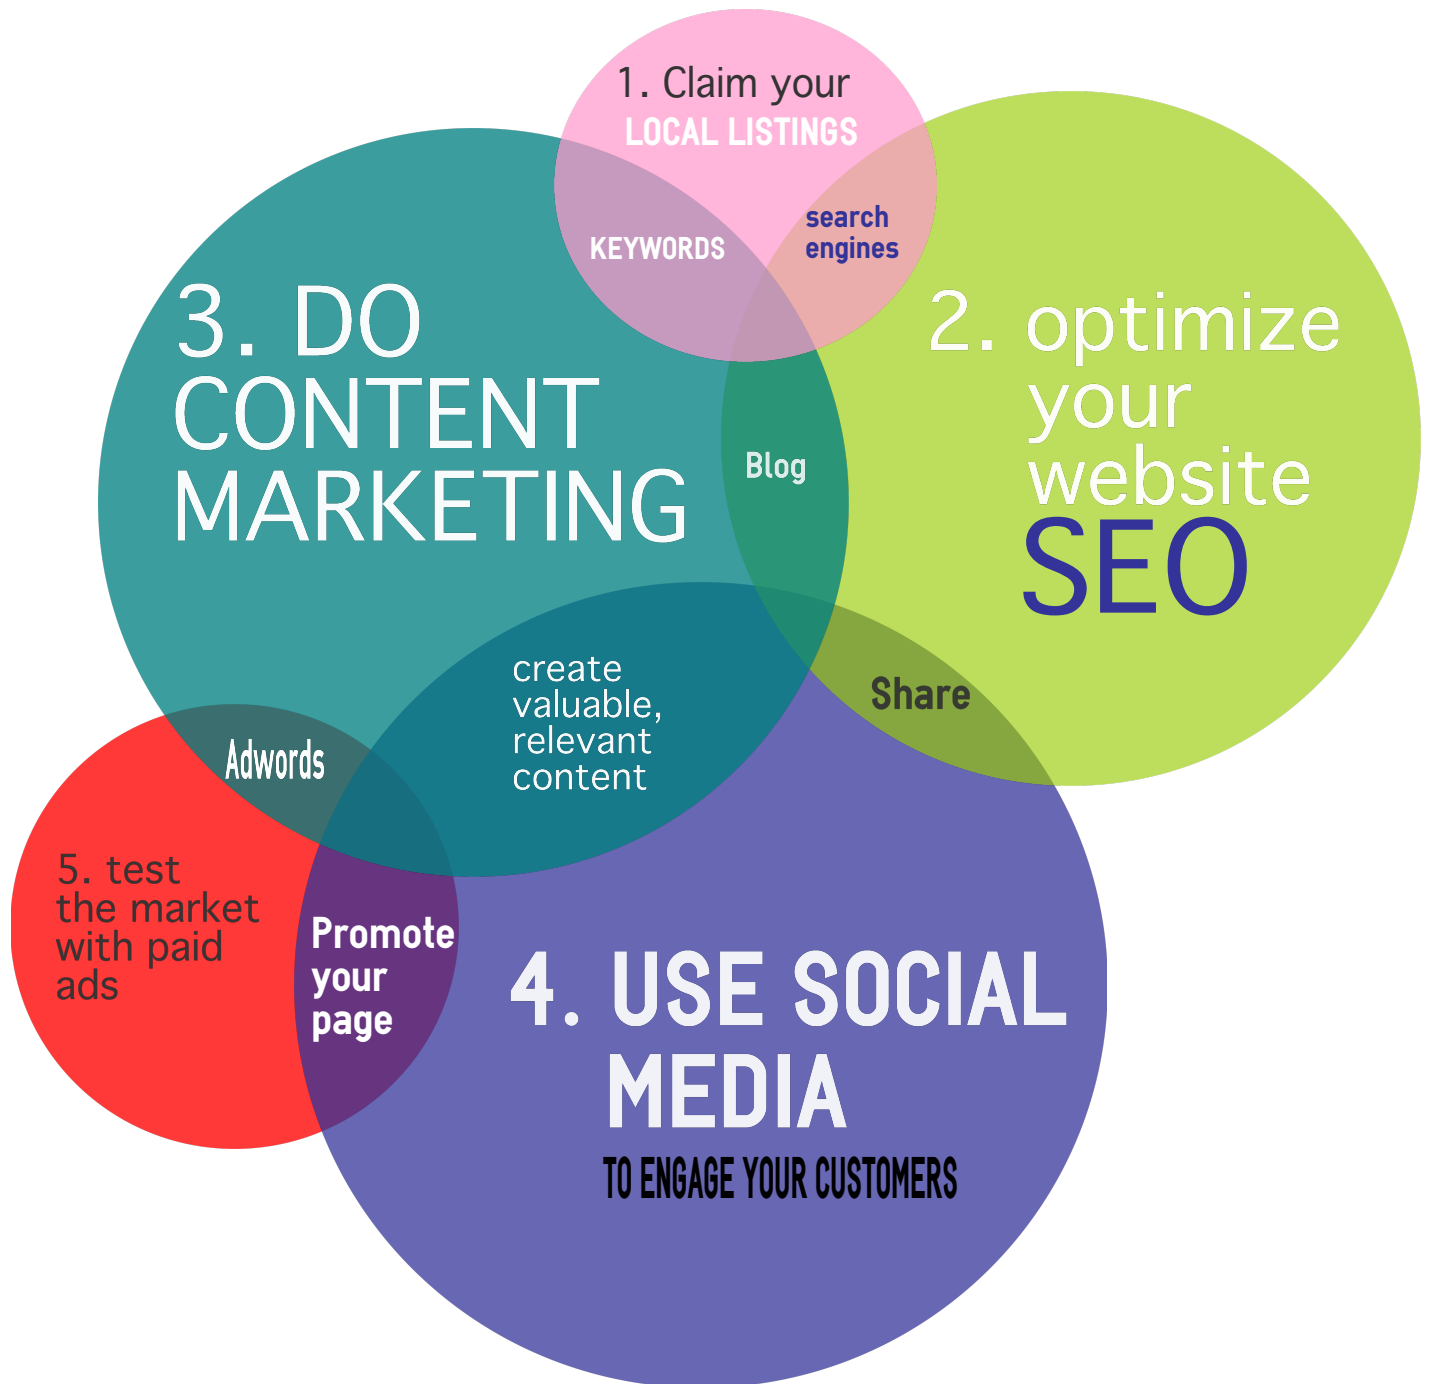 1. Claim your
LOCAL LISTINGS
KEYWORDS
search
engines
2. optimize
your
website
SEO
3. DO
CONTENT
MARKETING
Blog
Share
create
valuable,
relevant
content
Adwords
5. test
the market
with paid
ads
Promote
your
page
4. USE SOCIAL
MEDIA
TO ENGAGE YOUR CUSTOMERS